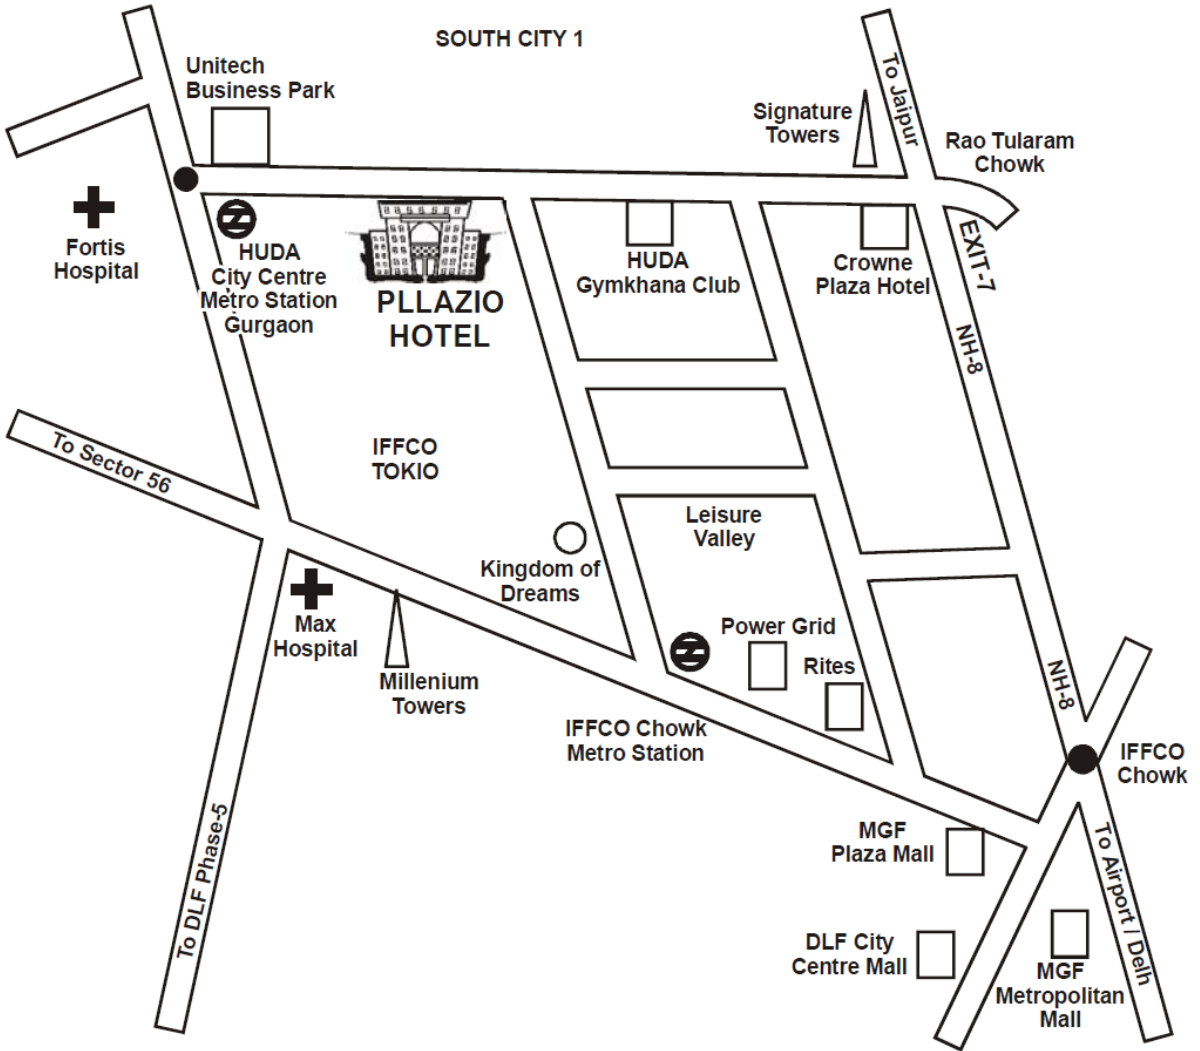 SOUTH CITY 1
Unitech
Business Park
To Jaipur
Signature
Towers
Rao Tularam
Chowk
Fortis
Hospital
HUDA
City Centre
Metro Station
Gurgaon
PLLAZIO
HOTEL
HUDA
Gymkhana Club
Crowne
Plaza Hotel
EXIT-7
NH-8
To Sector 56
IFFCO
TOKIO
Leisure
Valley
Kingdom of
Dreams
Max
Hospital
Millenium
Towers
Power Grid
Rites
NH-8
IFFCO Chowk
Metro Station
IFFCO
Chowk
To DLF Phase-5
MGF
Plaza Mall
To Airport / Delh
DLF City
Centre Mall
MGF
Metropolitan
Mall